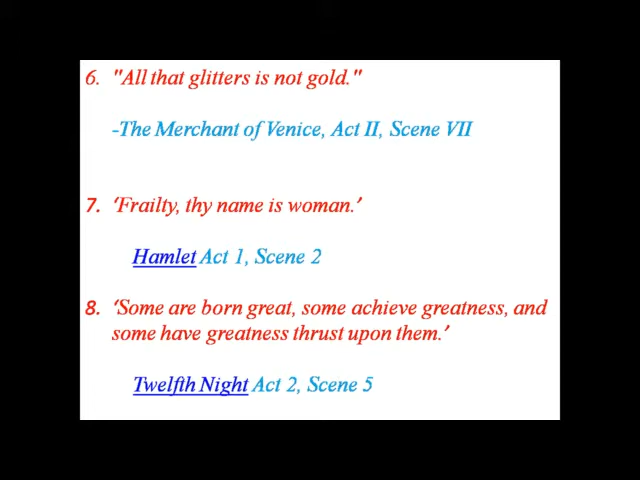 6. "All that glitters is not gold."
-The Merchant of Venice, Act II, Scene VII
7. ‘Frailty, thy name is woman.’
Hamlet Act 1, Scene 2
8. ‘Some are born great, some achieve greatness, and
some have greatness thrust upon them.’
Twelfth Night Act 2, Scene 5